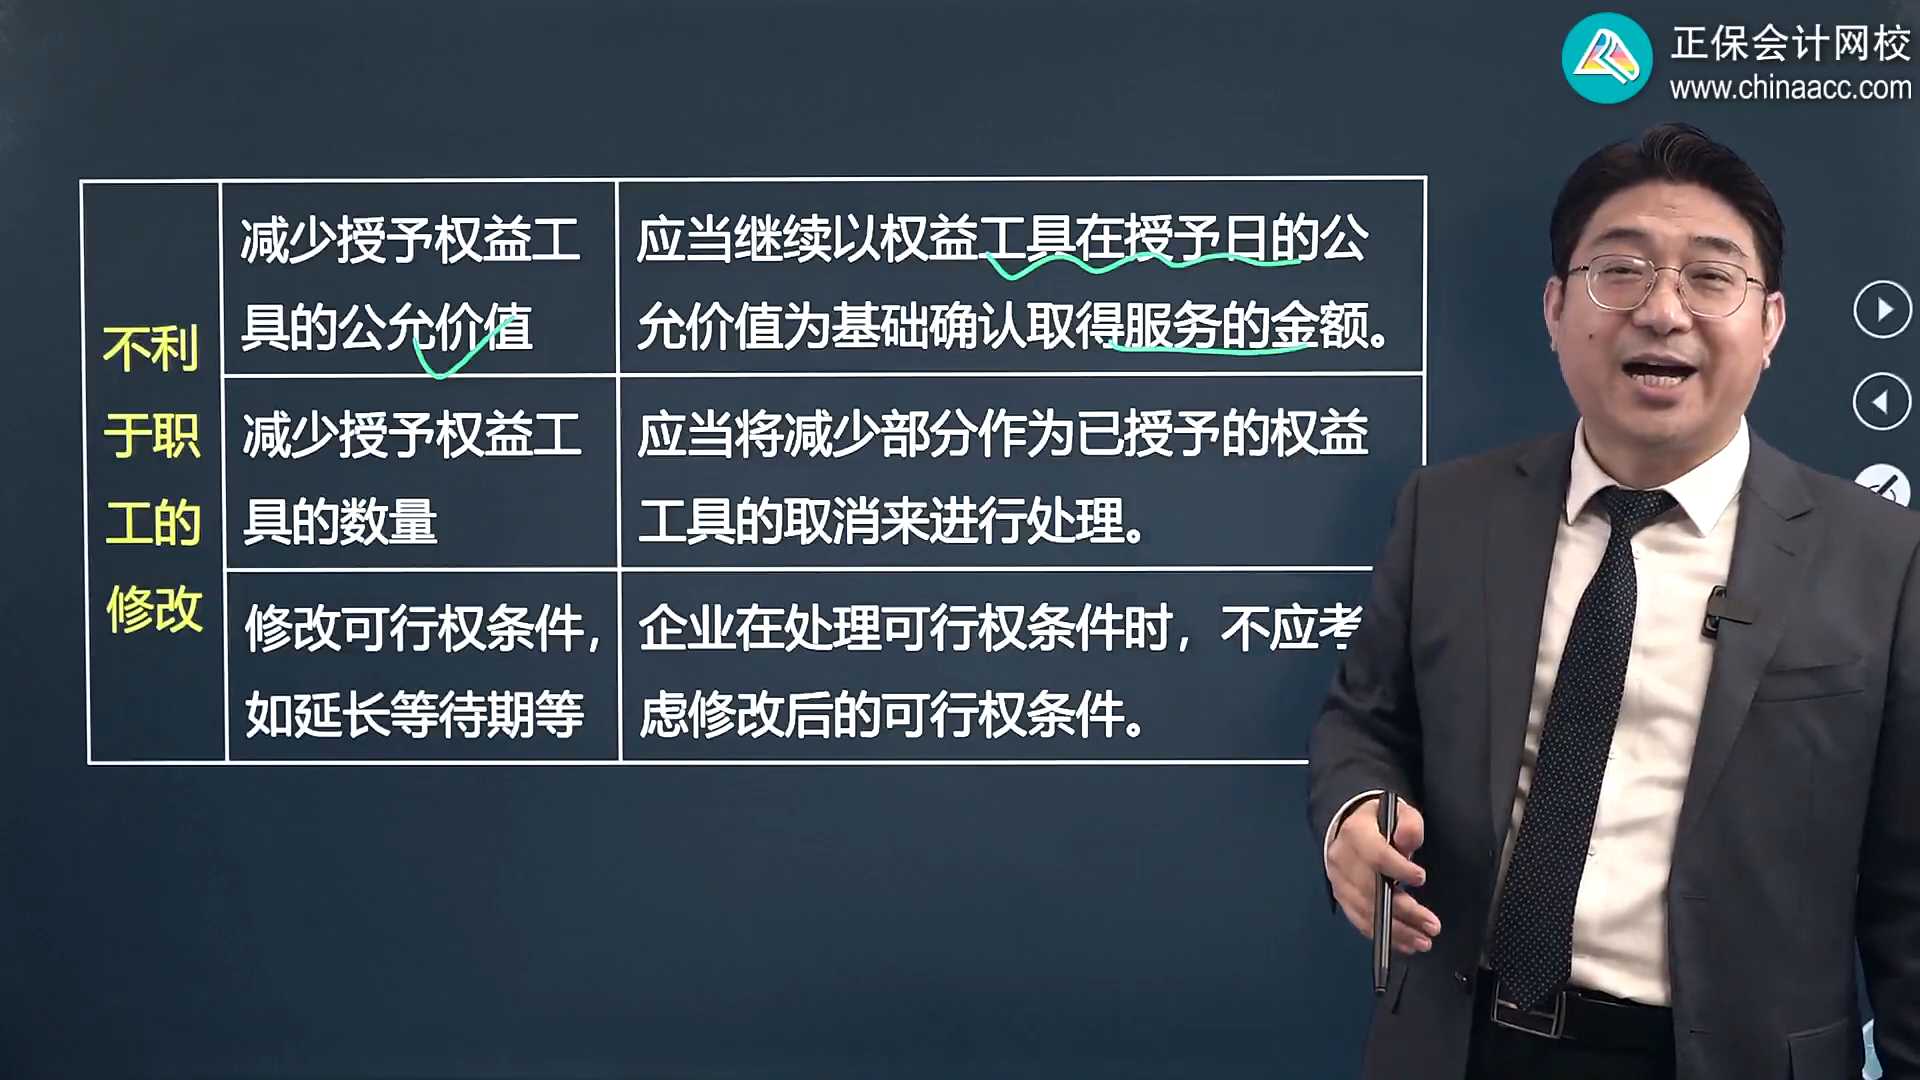 正保会计网校
www.chinaacc.com
不利
于职
工的
修改
减少授予权益工
具的公允价值
应当继续以权益工具在授予日的公
允价值为基础确认取得服务的金额。
减少授予权益工
具的数量
应当将减少部分作为已授予的权益
工具的取消来进行处理。
修改可行权条件，
如延长等待期等
企业在处理可行权条件时，不应考
虑修改后的可行权条件。